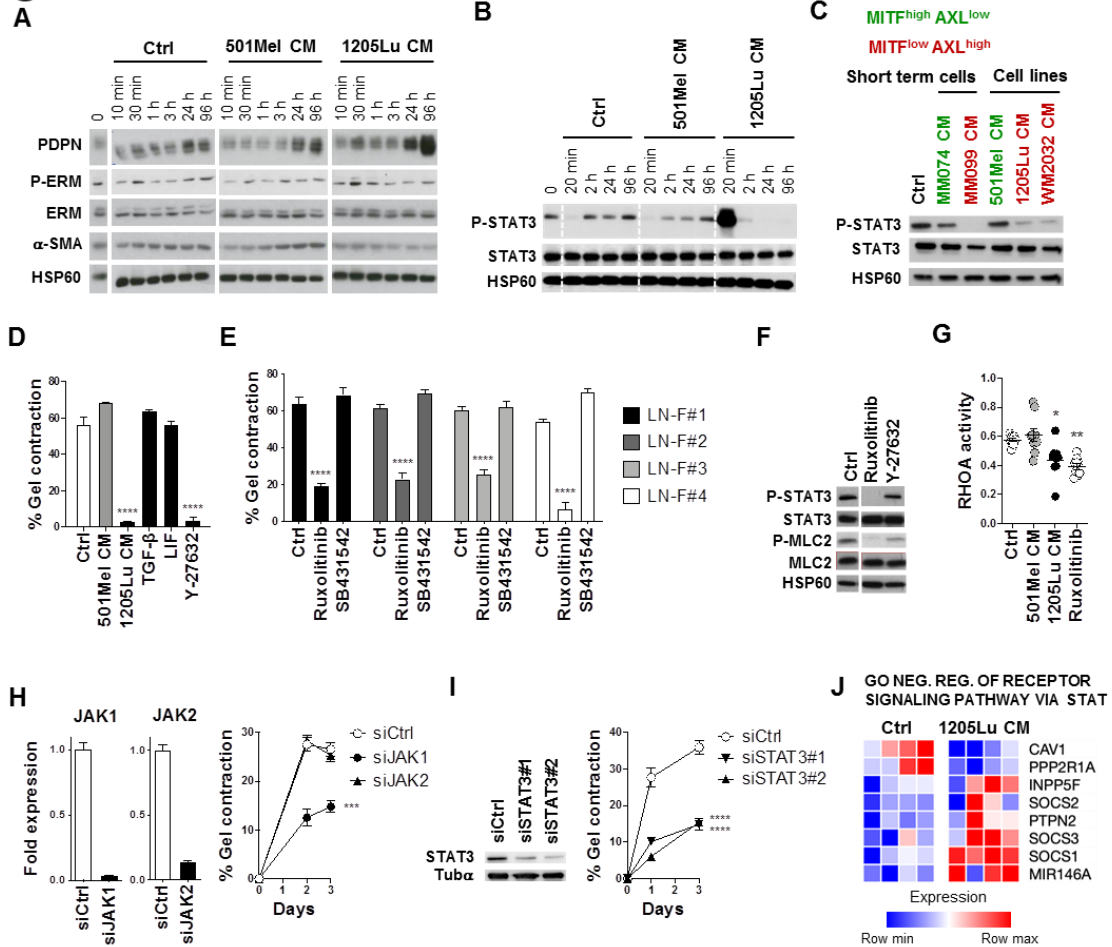 A
Ctrl
501Mel CM
1205Lu CM
0
10 min
30 min
1 h
3 h
24 h
96 h
10 min
30 min
1 h
3 h
24 h
96 h
10 min
30 min
1 h
3 h
24 h
96 h
PDPN
P-ERM
ERM
α-SMA
HSP60
B
Ctrl
501Mel CM
1205Lu CM
0
20 min
2 h
24 h
96 h
20 min
2 h
24 h
96 h
20 min
2 h
24 h
96 h
P-STAT3
STAT3
HSP60
C
MITFhigh AXLlow
MITFlow AXLhigh
Short term cells
Cell lines
Ctrl
MM074 CM
MM099 CM
501Mel CM
1205Lu CM
WM2032 CM
P-STAT3
STAT3
HSP60
D
% Gel contraction
80
60
40
20
0
****
****
Ctrl
501Mel CM
1205Lu CM
TGF-β
LIF
Y-27632
E
% Gel contraction
80
60
40
20
0
****
****
****
****
Ctrl
Ruxolitinib
SB431542
Ctrl
Ruxolitinib
SB431542
Ctrl
Ruxolitinib
SB431542
Ctrl
Ruxolitinib
SB431542
LN-F#1
LN-F#2
LN-F#3
LN-F#4
F
Ctrl
Ruxolitinib
Y-27632
P-STAT3
STAT3
P-MLC2
MLC2
HSP60
G
RHOA activity
1.0
0.8
0.6
0.4
0.2
0.0
*
**
Ctrl
501Mel CM
1205Lu CM
Ruxolitinib
H
JAK1
JAK2
Fold expression
1.0
0.5
0.0
siCtrl
siJAK1
1.0
0.5
0.0
siCtrl
siJAK2
% Gel contraction
30
20
10
0
0
2
3
Days
siCtrl
siJAK1
siJAK2
***
I
siCtrl
siSTAT3#1
siSTAT3#2
STAT3
Tubα
% Gel contraction
40
30
20
10
0
0
1
3
Days
siCtrl
siSTAT3#1
siSTAT3#2
****
****
J
GO NEG. REG. OF RECEPTOR
SIGNALING PATHWAY VIA STAT
Ctrl
1205Lu CM
CAV1
PPP2R1A
INPP5F
SOCS2
PTPN2
SOCS3
SOCS1
MIR146A
Expression
Row min
Row max